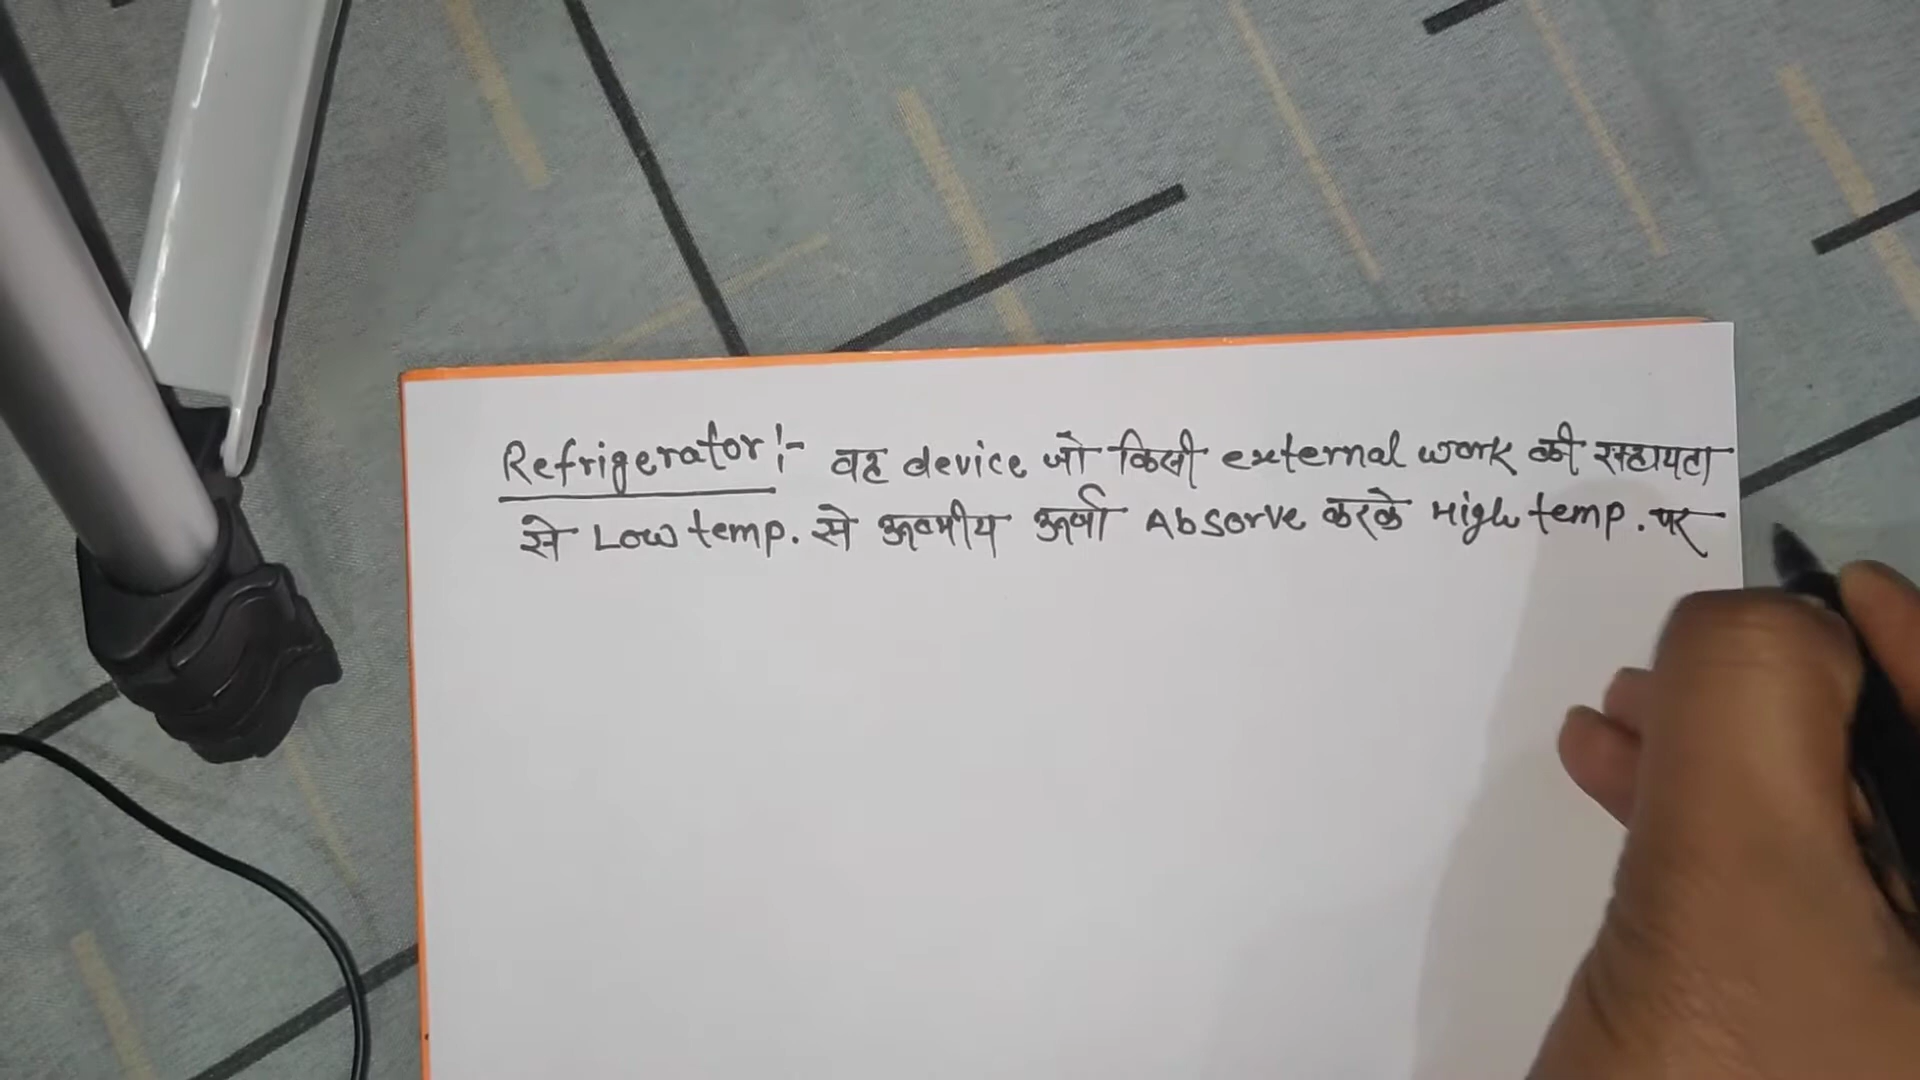 Refrigerator:- वह device जो किसी external work की सहायता
से Low temp. से ऊष्मीय ऊर्जा Absorve करके High temp. पर